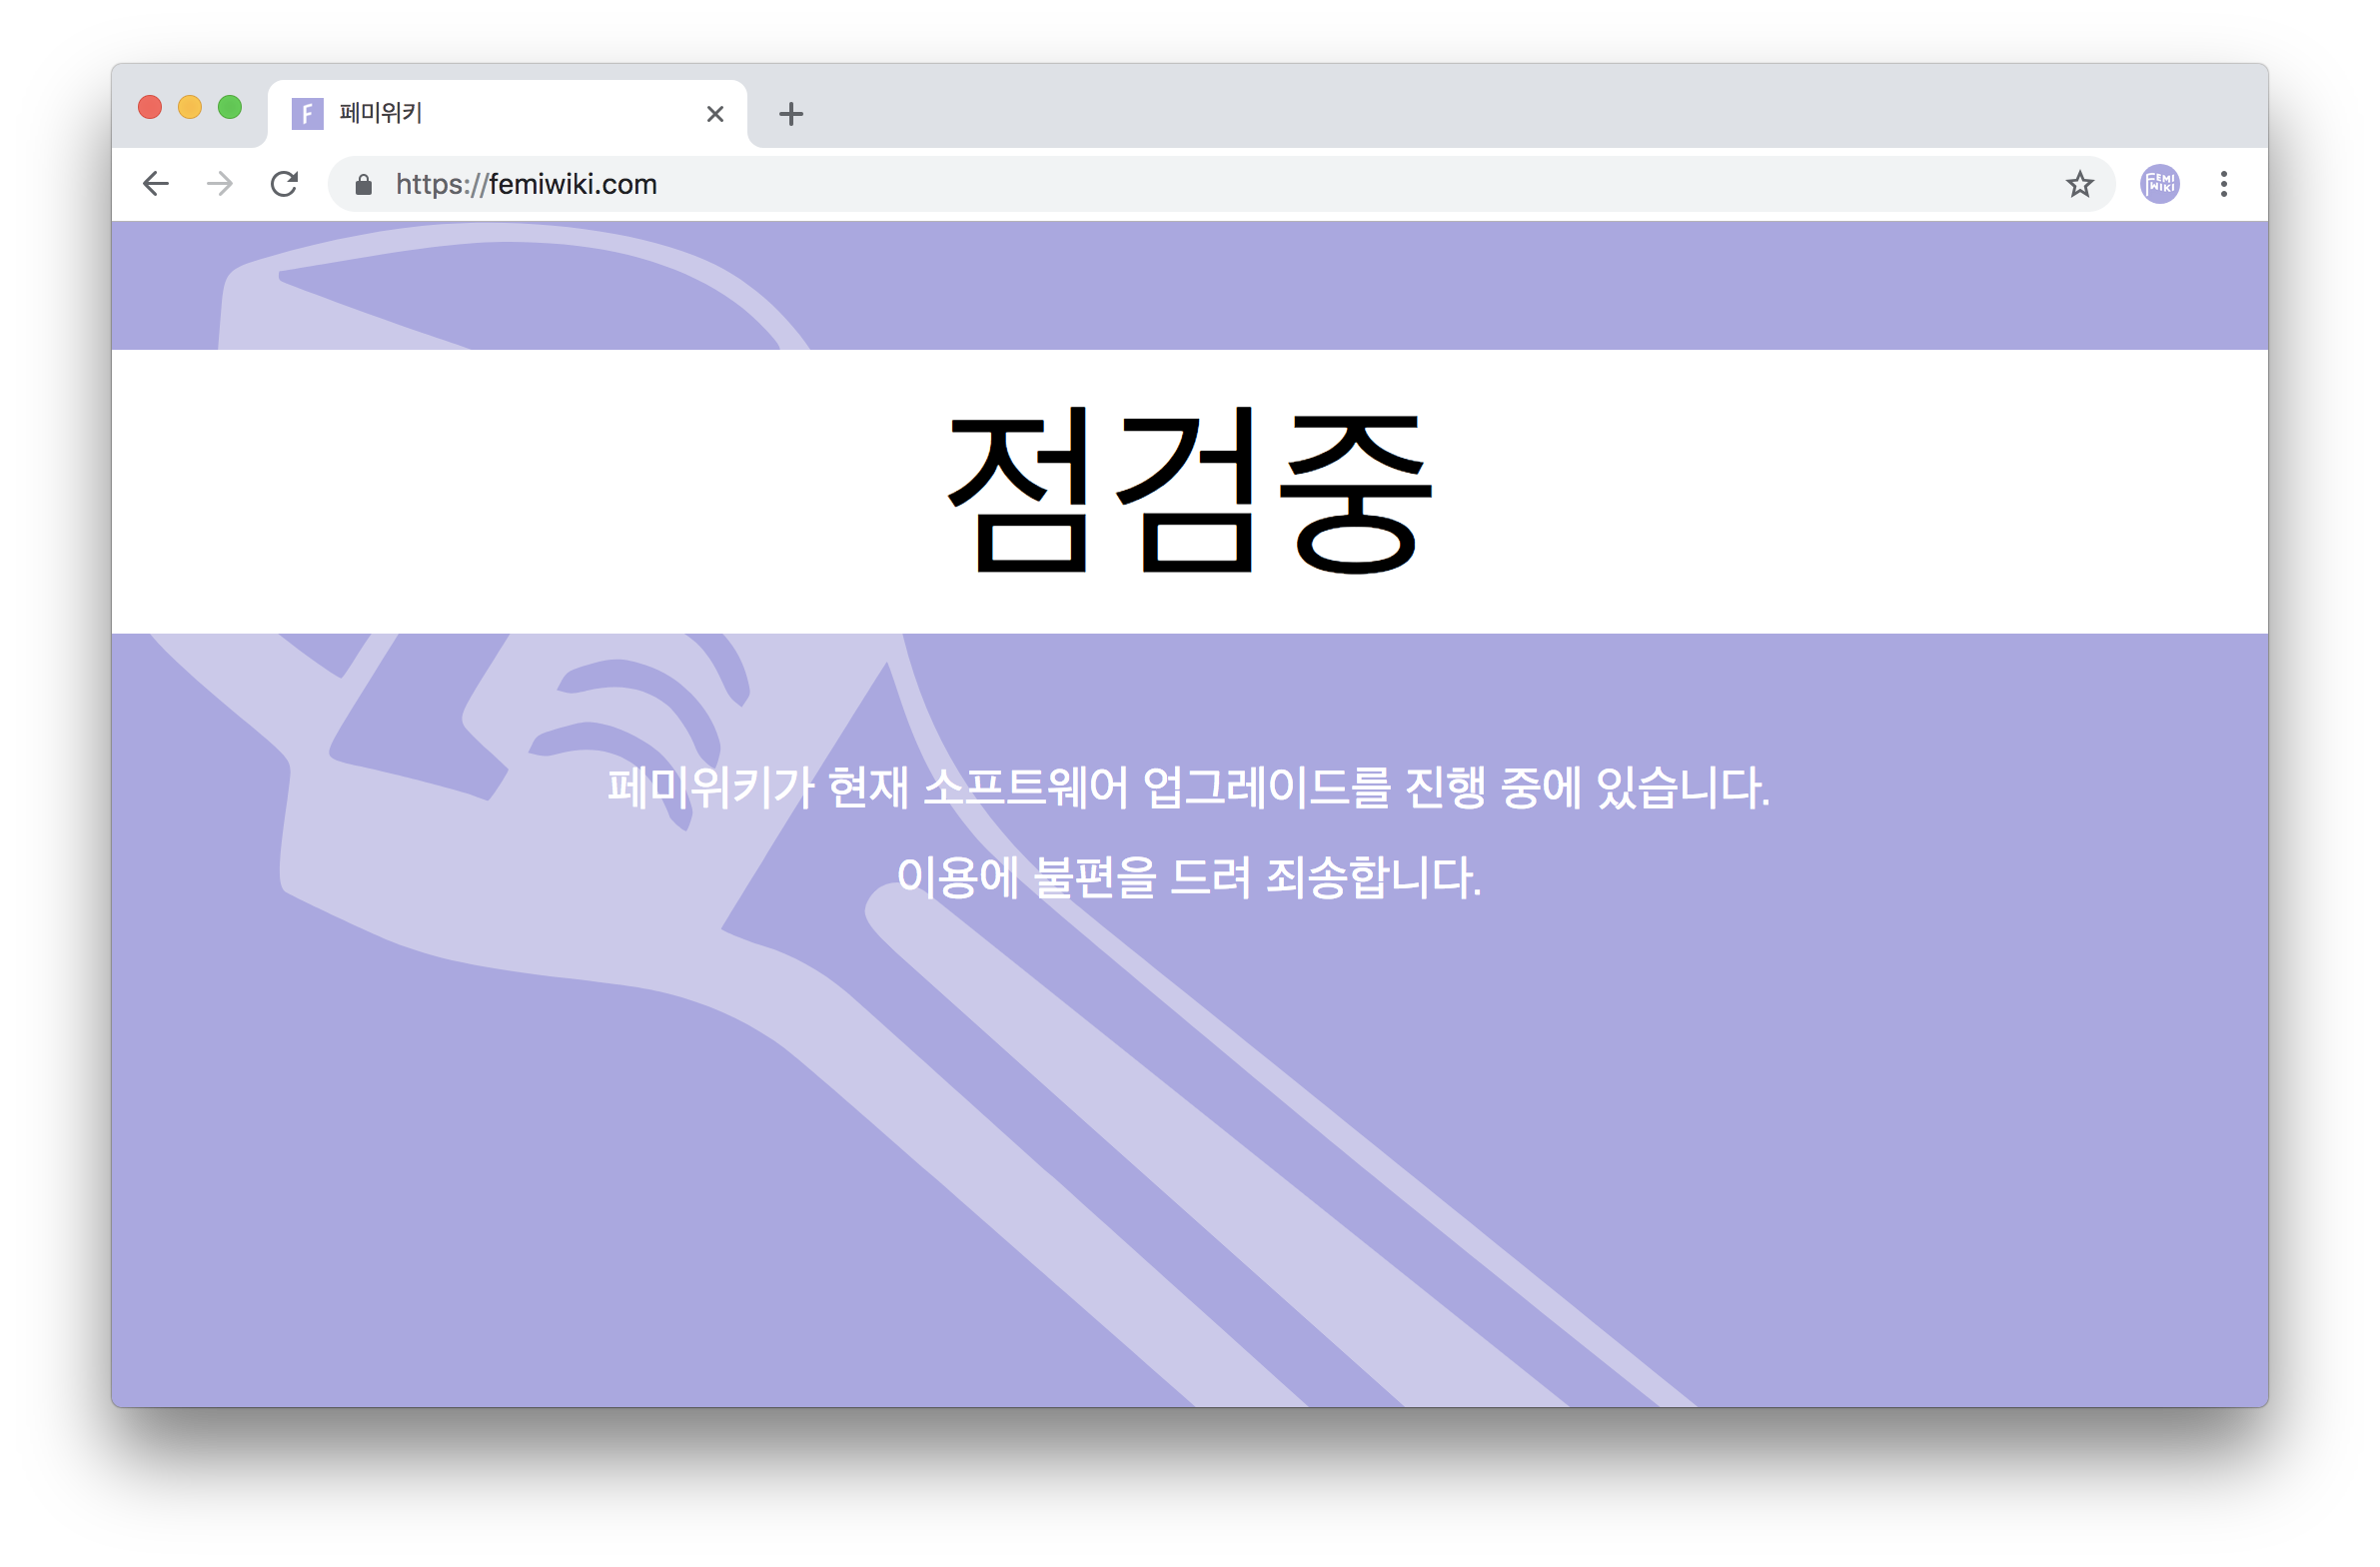 페미위키
https://femiwiki.com
FEMI
WIKI
점검중
페미위키가 현재 소프트웨어 업그레이드를 진행 중에 있습니다.
이용에 불편을 드려 죄송합니다.